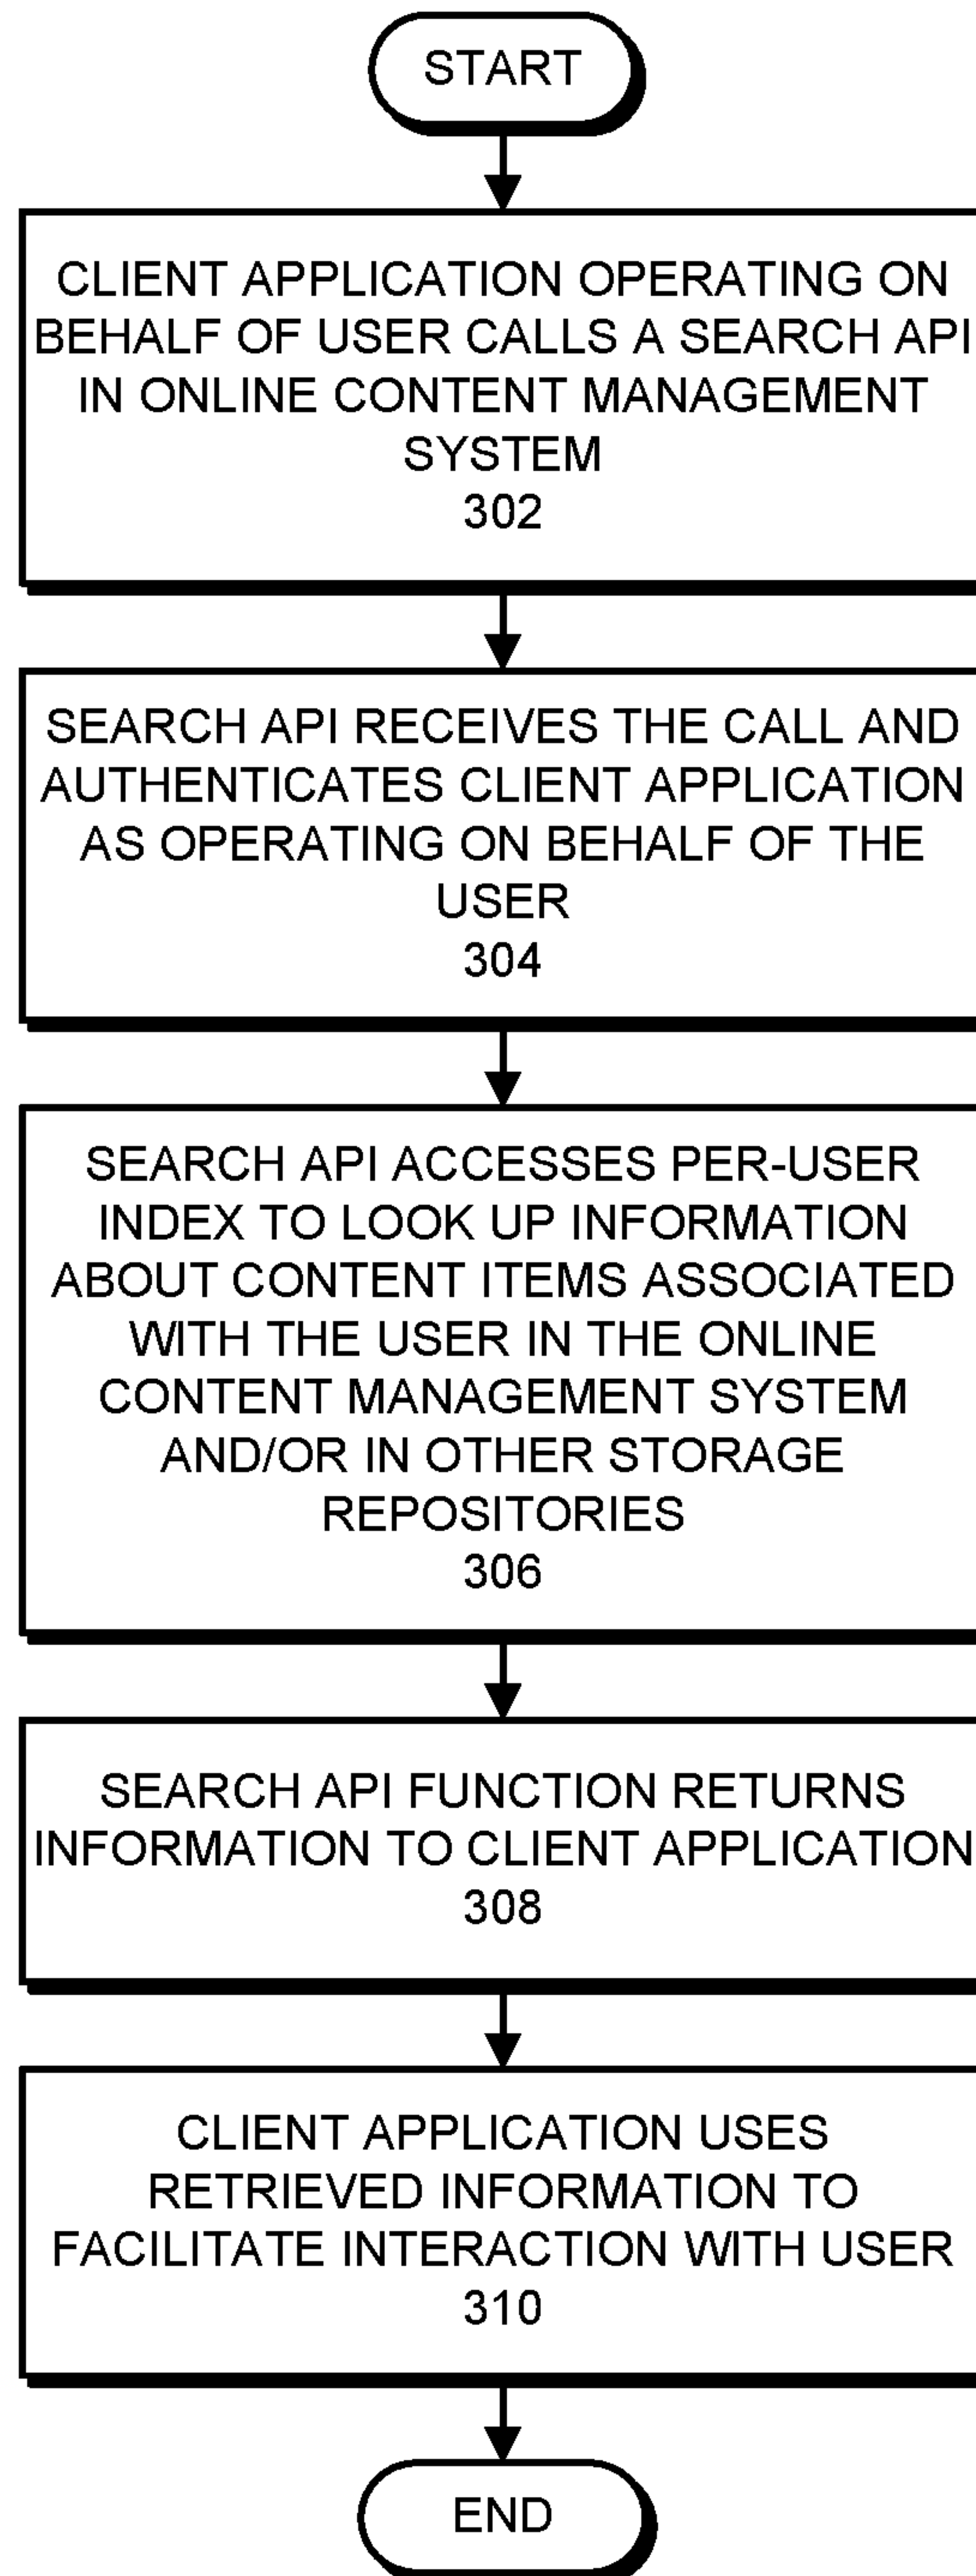 START
CLIENT APPLICATION OPERATING ON
BEHALF OF USER CALLS A SEARCH API
IN ONLINE CONTENT MANAGEMENT
SYSTEM
302
SEARCH API RECEIVES THE CALL AND
AUTHENTICATES CLIENT APPLICATION
AS OPERATING ON BEHALF OF THE
USER
304
SEARCH API ACCESSES PER-USER
INDEX TO LOOK UP INFORMATION
ABOUT CONTENT ITEMS ASSOCIATED
WITH THE USER IN THE ONLINE
CONTENT MANAGEMENT SYSTEM
AND/OR IN OTHER STORAGE
REPOSITORIES
306
SEARCH API FUNCTION RETURNS
INFORMATION TO CLIENT APPLICATION
308
CLIENT APPLICATION USES
RETRIEVED INFORMATION TO
FACILITATE INTERACTION WITH USER
310
END